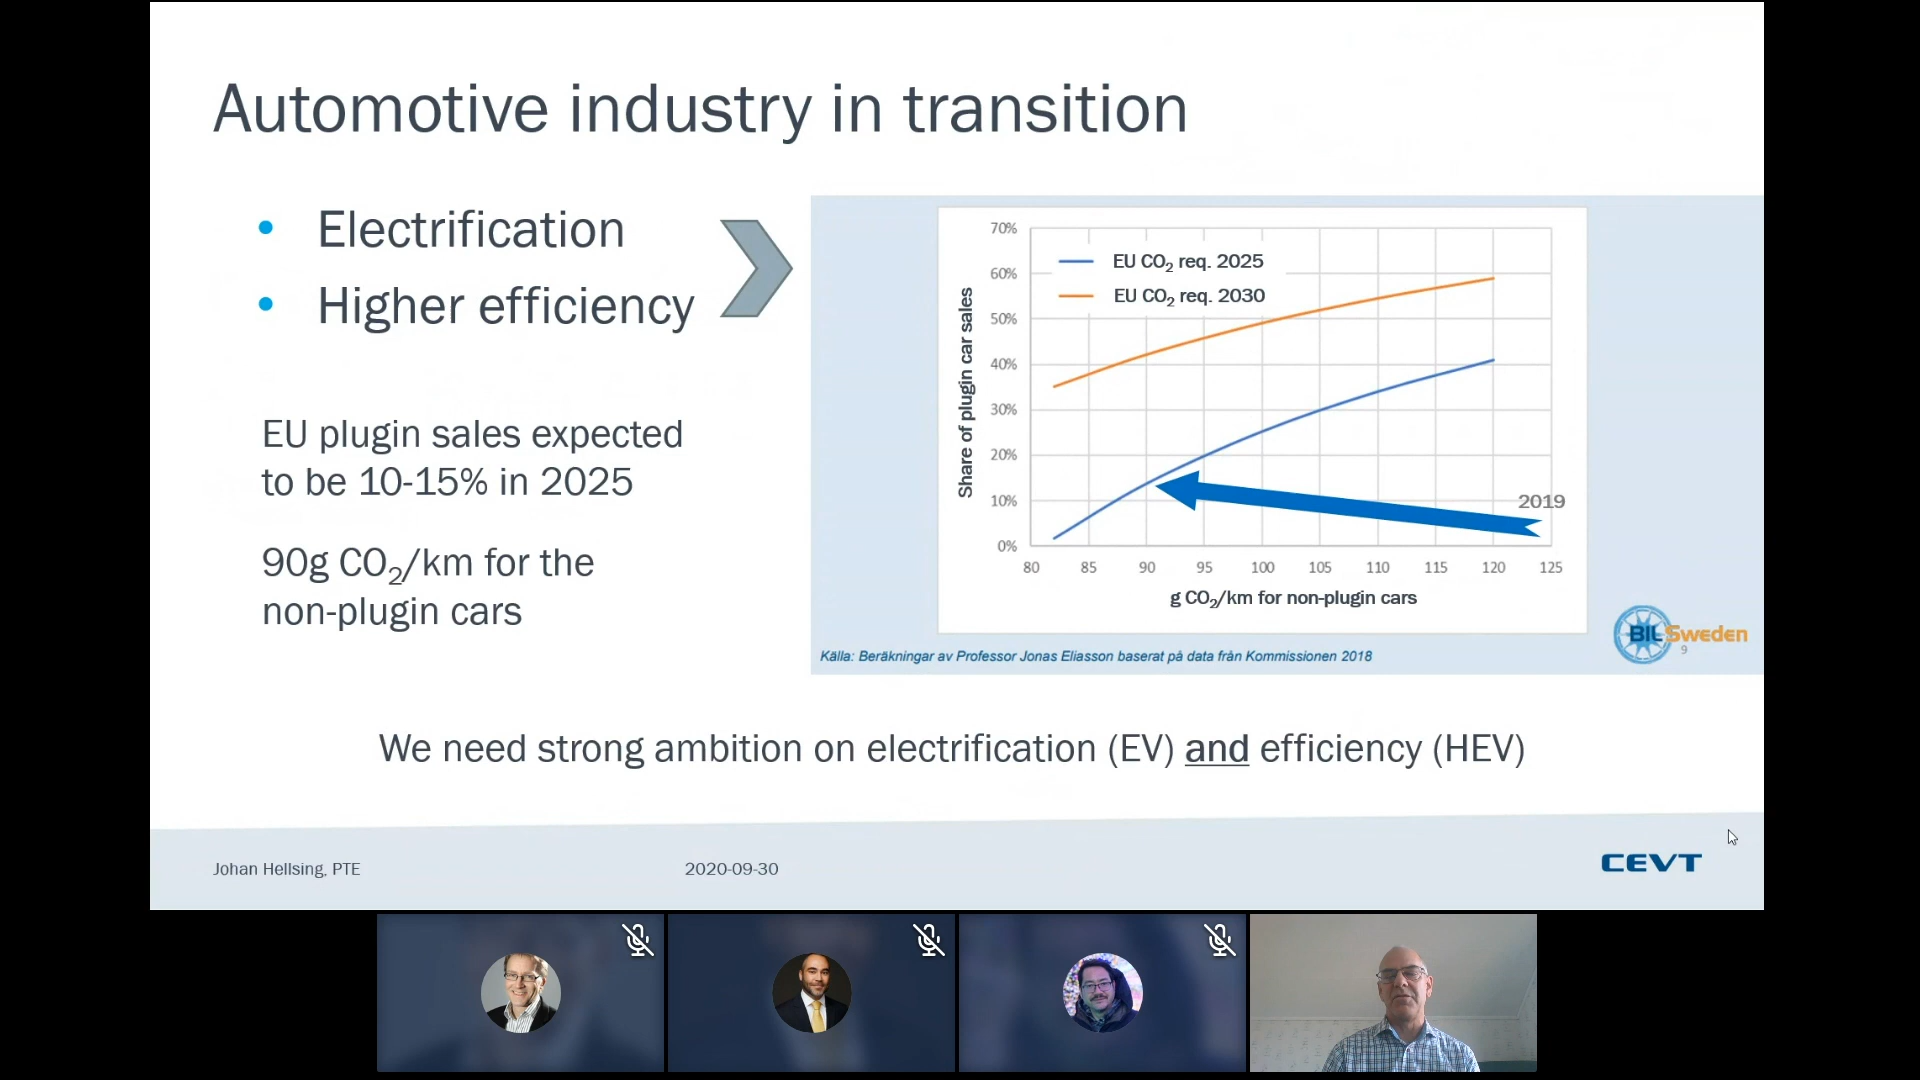 Automotive industry in transition
• Electrification
• Higher efficiency
EU plugin sales expected
to be 10-15% in 2025
90g CO2/km for the
non-plugin cars
70%
60%
50%
40%
30%
20%
10%
0%
Share of plugin car sales
EU CO2 req. 2025
EU CO2 req. 2030
2019
80 85 90 95 100 105 110 115 120 125
g CO2/km for non-plugin cars
BIL Sweden
9
Källa: Beräkningar av Professor Jonas Eliasson baserat på data från Kommissionen 2018
We need strong ambition on electrification (EV) and efficiency (HEV)
Johan Hellsing, PTE
2020-09-30
CEVT